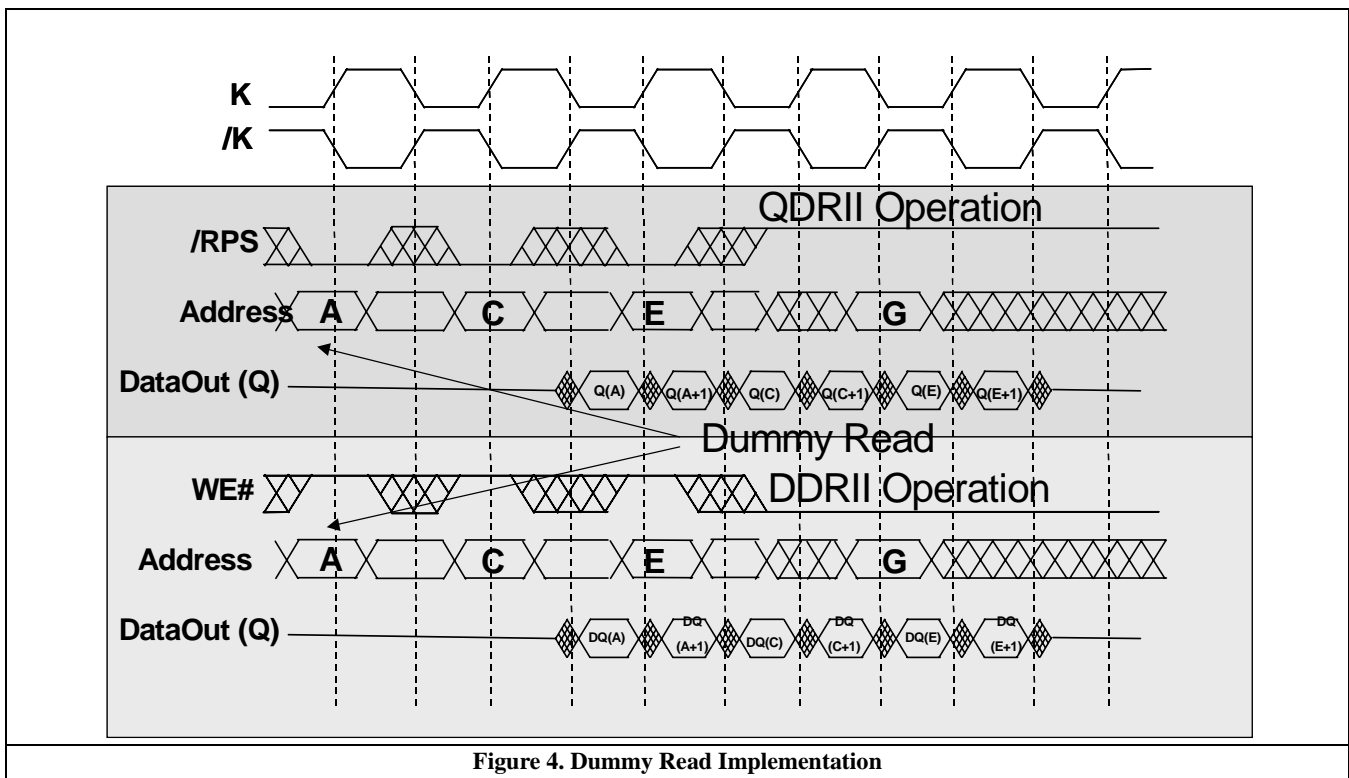 K
/K
QDRII Operation
/RPS
Address A C E G
DataOut (Q) Q(A) Q(A+1) Q(C) Q(C+1) Q(E) Q(E+1)
Dummy Read
WE# DDRII Operation
Address A C E G
DataOut (Q) DQ(A) DQ (A+1) DQ(C) DQ (C+1) DQ(E) DQ (E+1)
Figure 4. Dummy Read Implementation